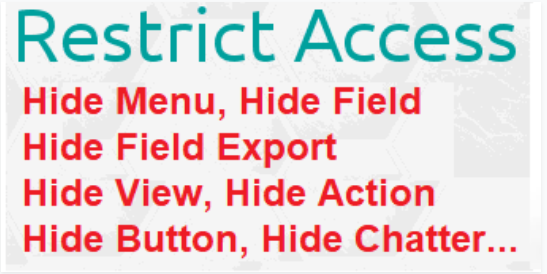 Restrict Access
Hide Menu, Hide Field
Hide Field Export
Hide View, Hide Action
Hide Button, Hide Chatter...